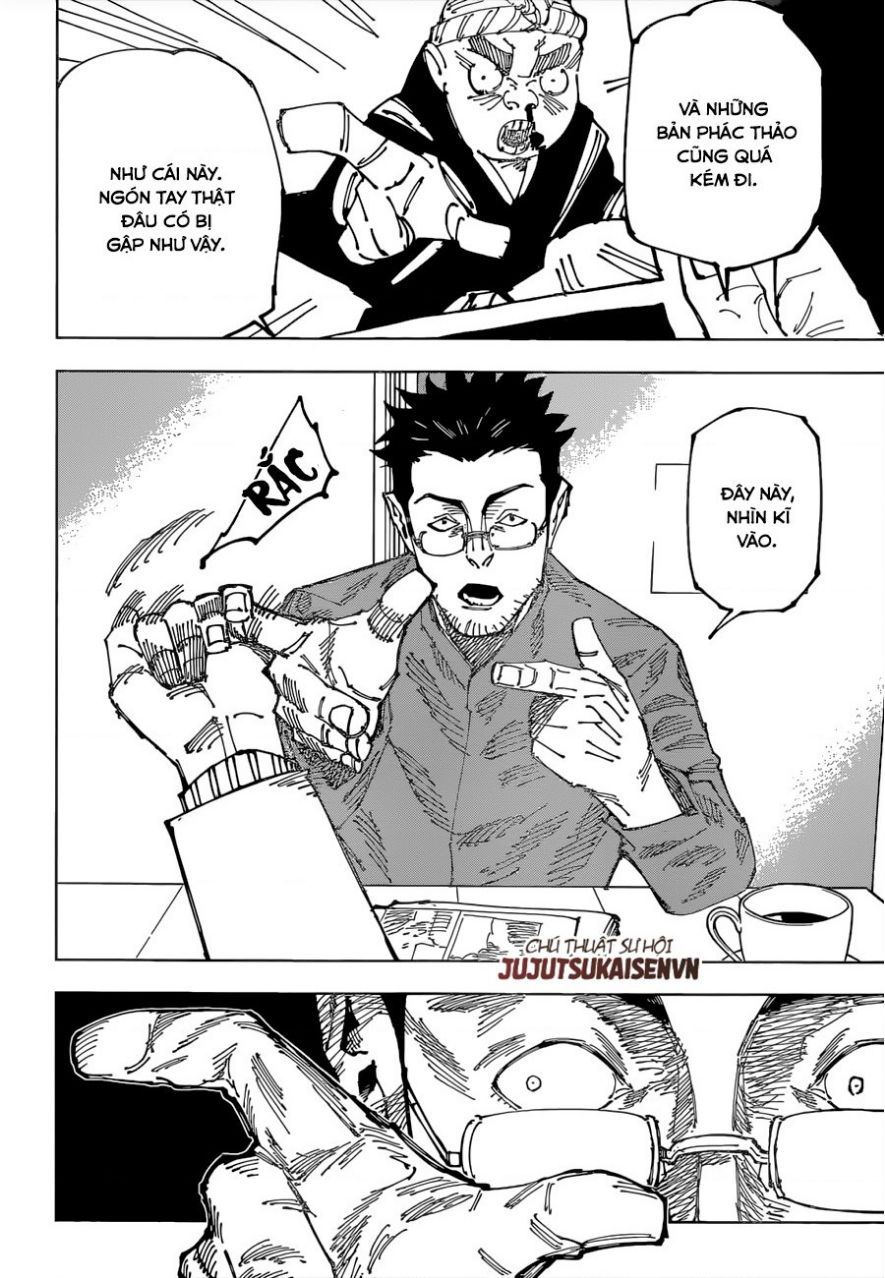 VÀ NHỮNG
BẢN PHÁC THẢO
CŨNG QUÁ
KÉM ĐI.
NHƯ CÁI NÀY.
NGÓN TAY THẬT
ĐÂU CÓ BỊ
GẬP NHƯ VẬY.
RẮC
ĐÂY NÀY,
NHÌN KĨ
VÀO.
CHÚ THUẬT SƯ HỘI
JUJUTSUKAISENVN